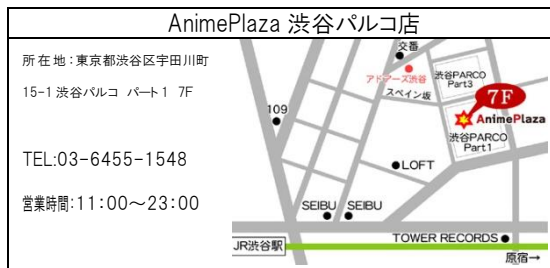 AnimePlaza 渋谷パルコ店
所在地：東京都渋谷区宇田川町
15-1 渋谷パルコ パート1 7F
TEL:03-6455-1548
営業時間：11：00～23：00
交番
アドアーズ渋谷
スペイン坂
渋谷PARCO
Part3
7F
AnimePlaza
渋谷PARCO
Part1
109
LOFT
SEIBU
SEIBU
TOWER RECORDS
JR渋谷駅
原宿→